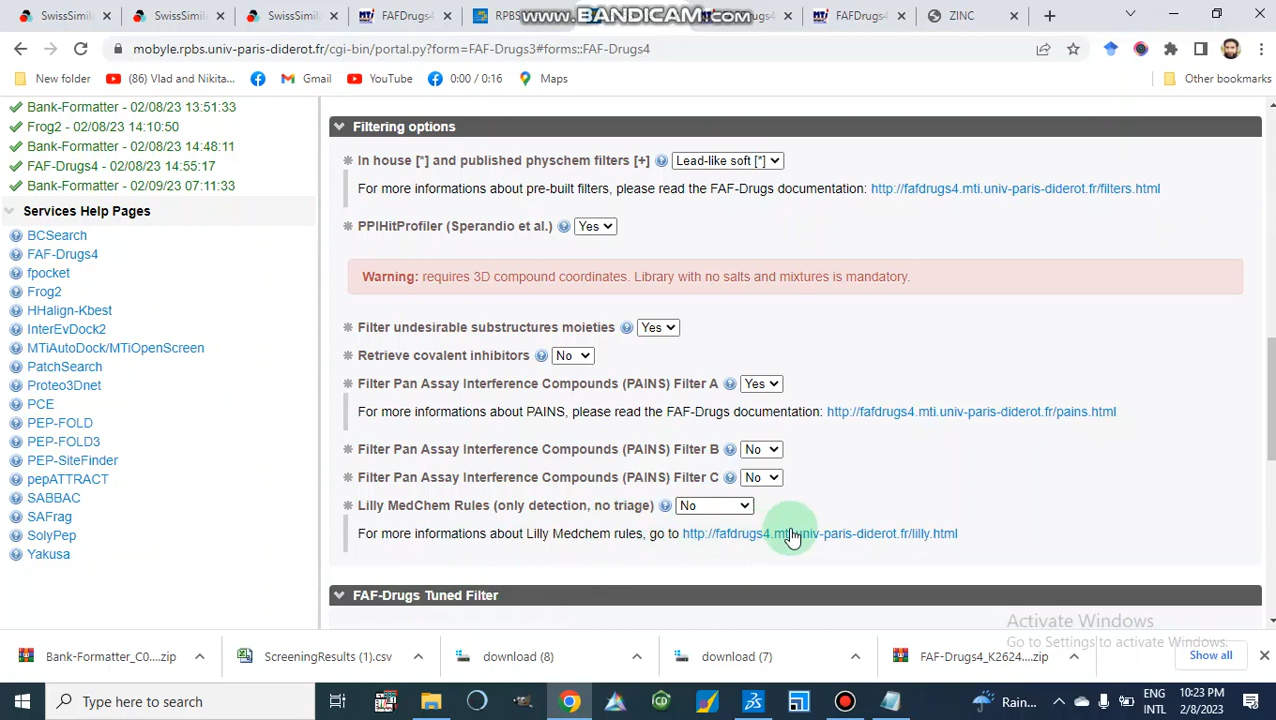 SwissSimil
SwissSimil
SwissSimil
FAFDrugs4
RPBS
WWW.BANDICAM.COM
rugs4
FAFDrugs4
ZINC
mobyle.rpbs.univ-paris-diderot.fr/cgi-bin/portal.py?form=FAF-Drugs3#forms::FAF-Drugs4
New folder
(86) Vlad and Nikita...
Gmail
YouTube
0:00 / 0:16
Maps
Other bookmarks
Bank-Formatter - 02/08/23 13:51:33
Frog2 - 02/08/23 14:10:50
Bank-Formatter - 02/08/23 14:48:11
FAF-Drugs4 - 02/08/23 14:55:17
Bank-Formatter - 02/09/23 07:11:33
Services Help Pages
BCSearch
FAF-Drugs4
fpocket
Frog2
HHalign-Kbest
InterEvDock2
MTiAutoDock/MTiOpenScreen
PatchSearch
Proteo3Dnet
PCE
PEP-FOLD
PEP-FOLD3
PEP-SiteFinder
pepATTRACT
SABBAC
SAFrag
SolyPep
Yakusa
Filtering options
In house [*] and published physchem filters [+] Lead-like soft [*]
For more informations about pre-built filters, please read the FAF-Drugs documentation: http://fafdrugs4.mti.univ-paris-diderot.fr/filters.html
PPIHitProfiler (Sperandio et al.) Yes
Warning: requires 3D compound coordinates. Library with no salts and mixtures is mandatory.
Filter undesirable substructures moieties Yes
Retrieve covalent inhibitors No
Filter Pan Assay Interference Compounds (PAINS) Filter A Yes
For more informations about PAINS, please read the FAF-Drugs documentation: http://fafdrugs4.mti.univ-paris-diderot.fr/pains.html
Filter Pan Assay Interference Compounds (PAINS) Filter B No
Filter Pan Assay Interference Compounds (PAINS) Filter C No
Lilly MedChem Rules (only detection, no triage) No
For more informations about Lilly Medchem rules, go to http://fafdrugs4.mti.univ-paris-diderot.fr/lilly.html
FAF-Drugs Tuned Filter
Activate Windows
Go to Settings to activate Windows.
Bank-Formatter_C0....zip
ScreeningResults (1).csv
download (8)
download (7)
FAF-Drugs4_K2624....zip
Show all
Type here to search
Rain...
ENG
INTL
10:23 PM
2/8/2023